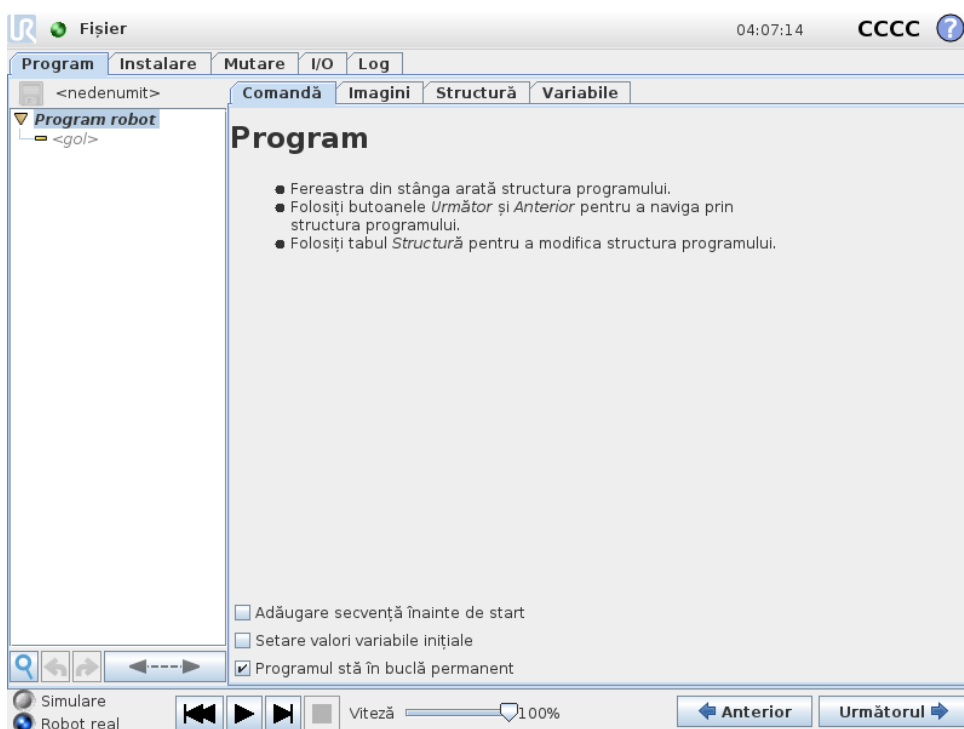 UR Fișier 04:07:14 CCCC ?
Program Instalare Mutare I/O Log
<nedenumit>
Comandă Imagini Structură Variabile
Program robot
<gol>
Program
Fereastra din stânga arată structura programului.
Folosiți butoanele Următor și Anterior pentru a naviga prin
structura programului.
Folosiți tabul Structură pentru a modifica structura programului.
Adăugare secvență înainte de start
Setare valori variabile inițiale
Programul stă în buclă permanent
Simulare
Robot real
Viteză 100%
Anterior Următorul